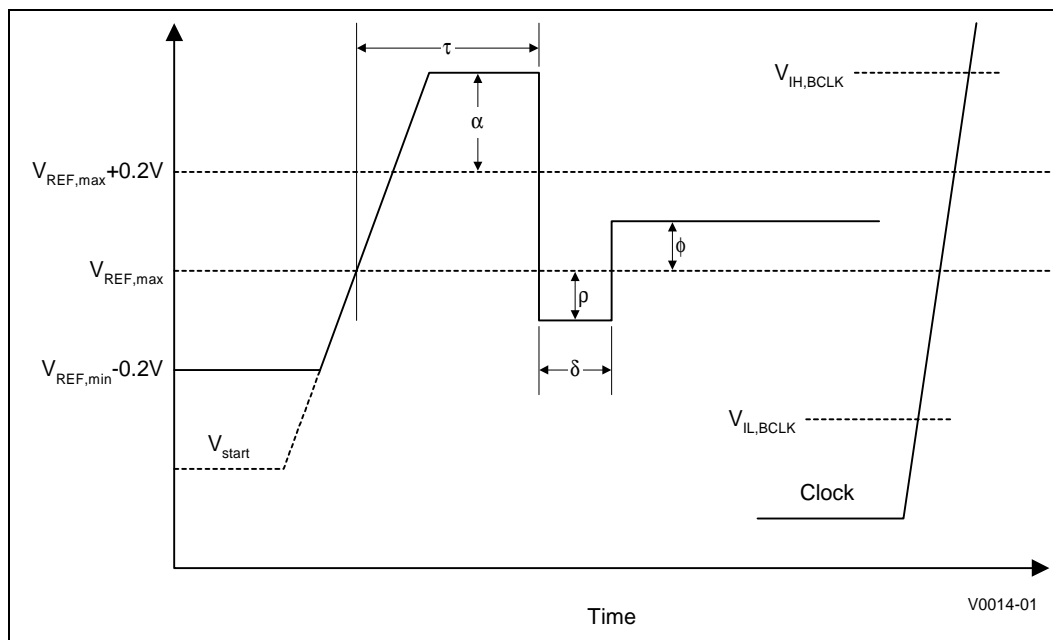 τ
V_IH,BCLK
α
V_REF,max+0.2V
ϕ
V_REF,max
ρ
V_REF,min-0.2V
δ
V_IL,BCLK
V_start
Clock
V0014-01
Time